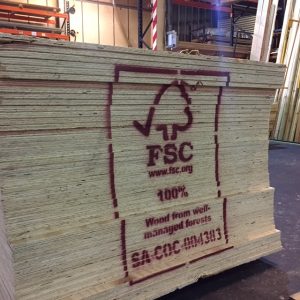 FSC
www.fsc.org
100%
Wood from well-
managed forests
SA-COC-004383